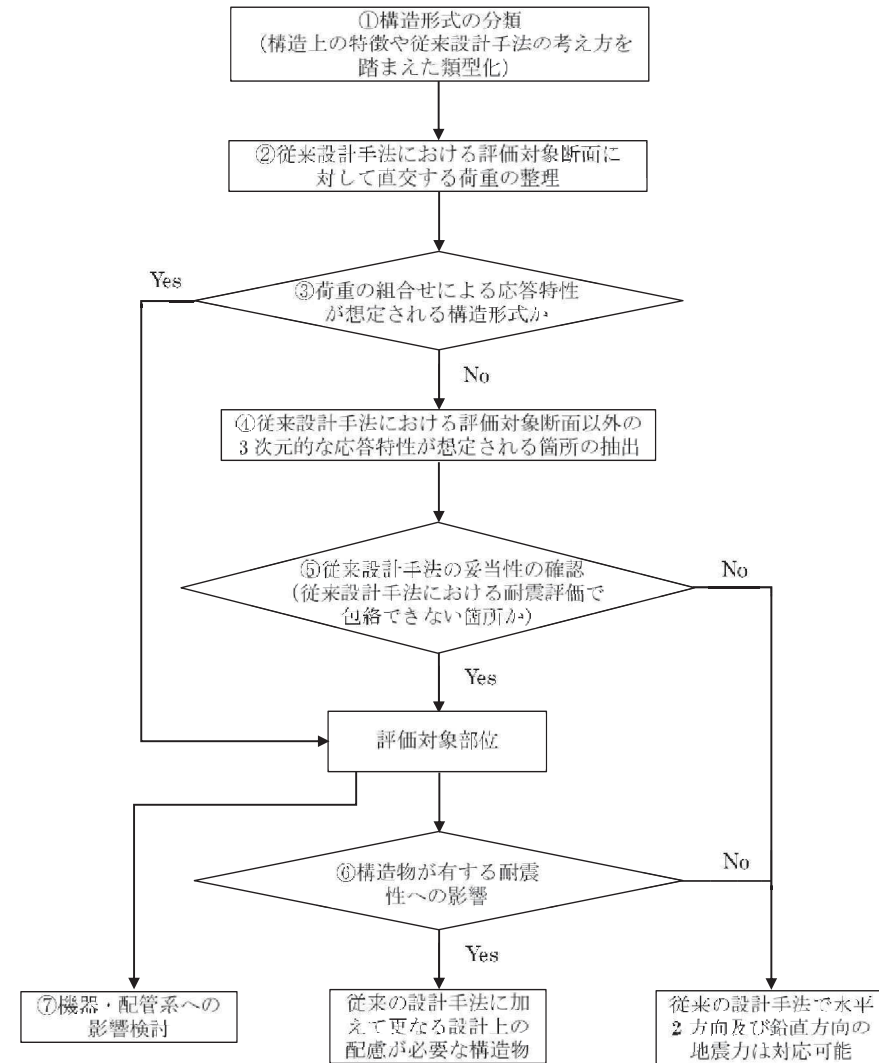 ①構造形式の分類
(構造上の特徴や従来設計手法の考え方を
踏まえた類型化)
②従来設計手法における評価対象断面に
対して直交する荷重の整理
Yes
③荷重の組合せによる応答特性
が想定される構造形式か
No
④従来設計手法における評価対象断面以外の
3次元的な応答特性が想定される箇所の抽出
⑤従来設計手法の妥当性の確認
(従来設計手法における耐震評価で
包絡できない箇所か)
No
Yes
評価対象部位
⑥構造物が有する耐震
性への影響
No
Yes
⑦機器・配管系への
影響検討
従来の設計手法に加
えて更なる設計上の
配慮が必要な構造物
従来の設計手法で水平
2方向及び鉛直方向の
地震力は対応可能